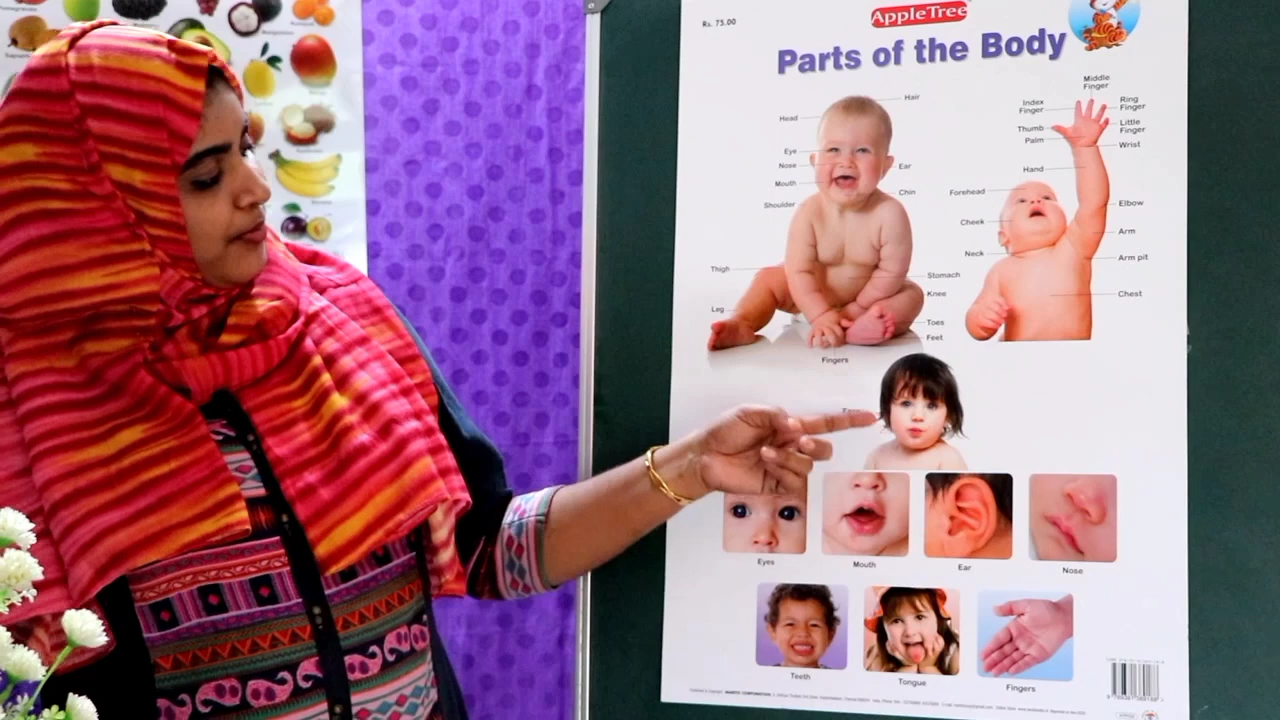 Rs. 75.00
AppleTree
Parts of the Body
Hair
Head
Eye
Nose
Mouth
Shoulder
Ear
Chin
Thigh
Leg
Stomach
Knee
Toes
Feet
Fingers
Middle
Finger
Index
Finger
Ring
Finger
Thumb
Little
Finger
Palm
Wrist
Hand
Forehead
Elbow
Cheek
Arm
Neck
Arm pit
Chest
Eyes
Mouth
Ear
Nose
Teeth
Tongue
Fingers